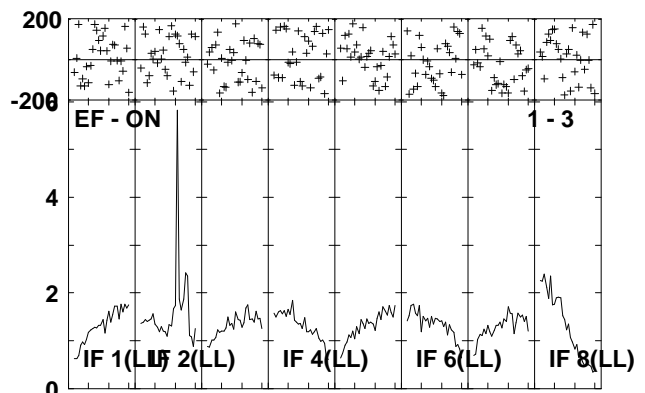 200
-200
6
EF - ON
1 - 3
4
2
IF 1(LL)
IF 2(LL)
IF 4(LL)
IF 6(LL)
IF 8(LL)
0